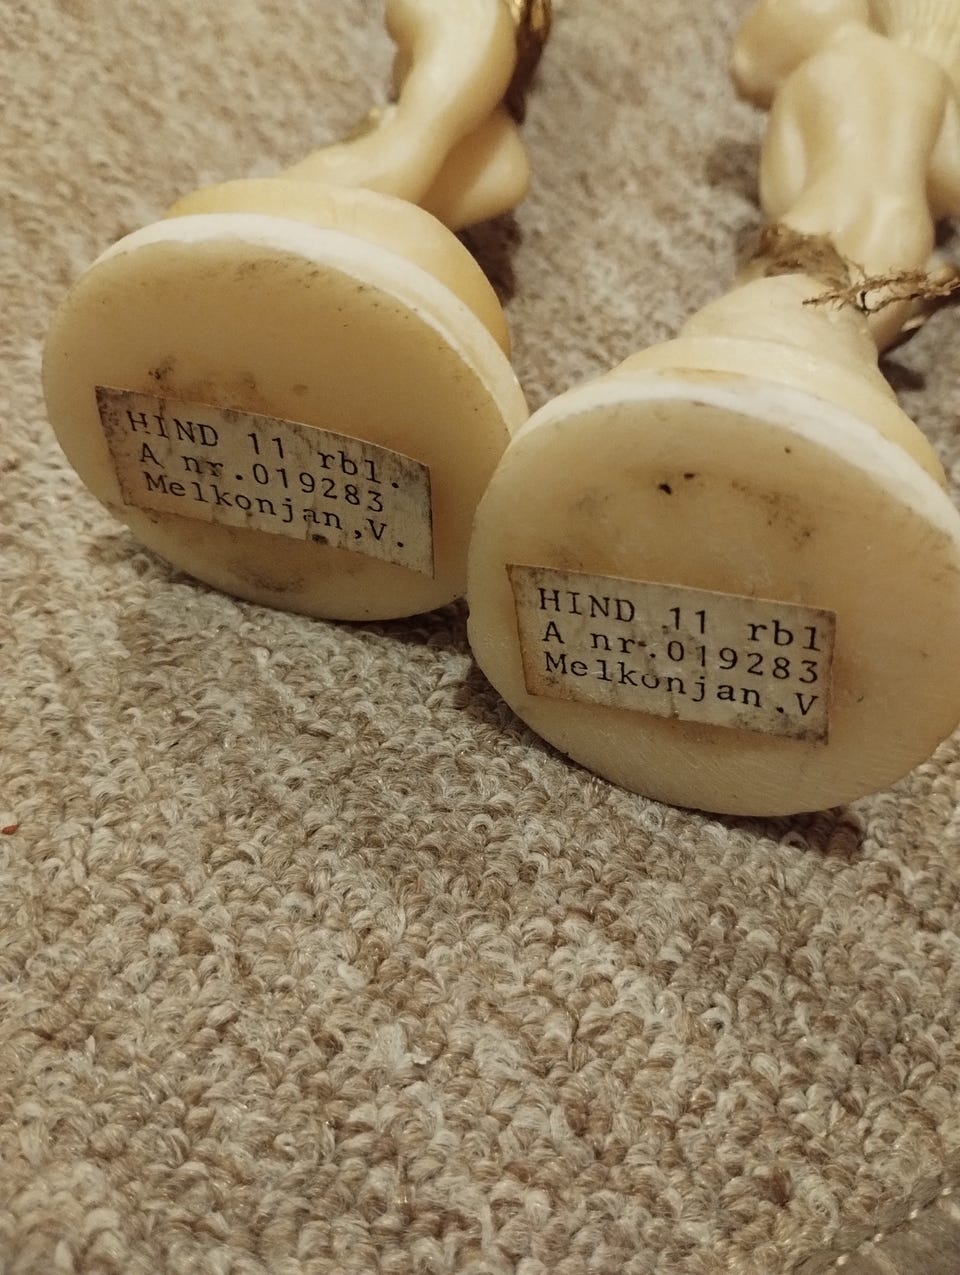 HIND 11 rbl.
A nr.019283
Melkonjan,V.
HIND 11 rbl
A nr.019283
Melkonjan,V